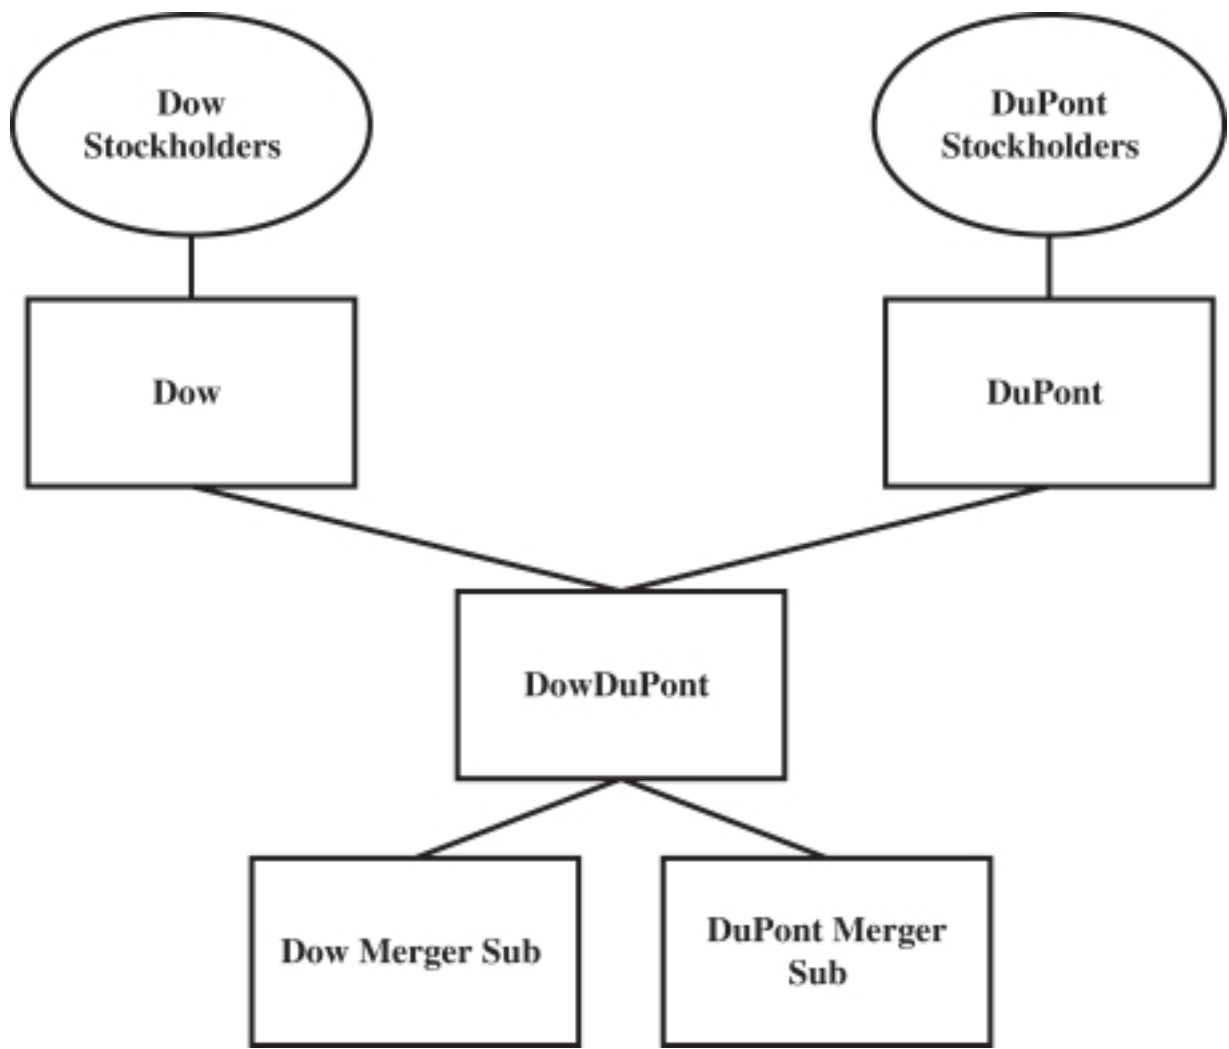 Dow
Stockholders
DuPont
Stockholders
Dow
DuPont
DowDuPont
Dow Merger Sub
DuPont Merger
Sub